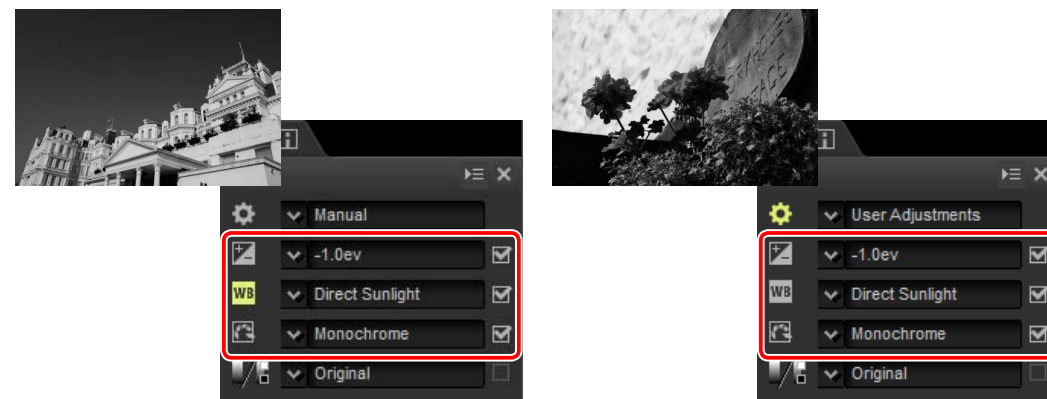 Manual
-1.0ev
WB Direct Sunlight
Monochrome
Original
User Adjustments
-1.0ev
WB Direct Sunlight
Monochrome
Original